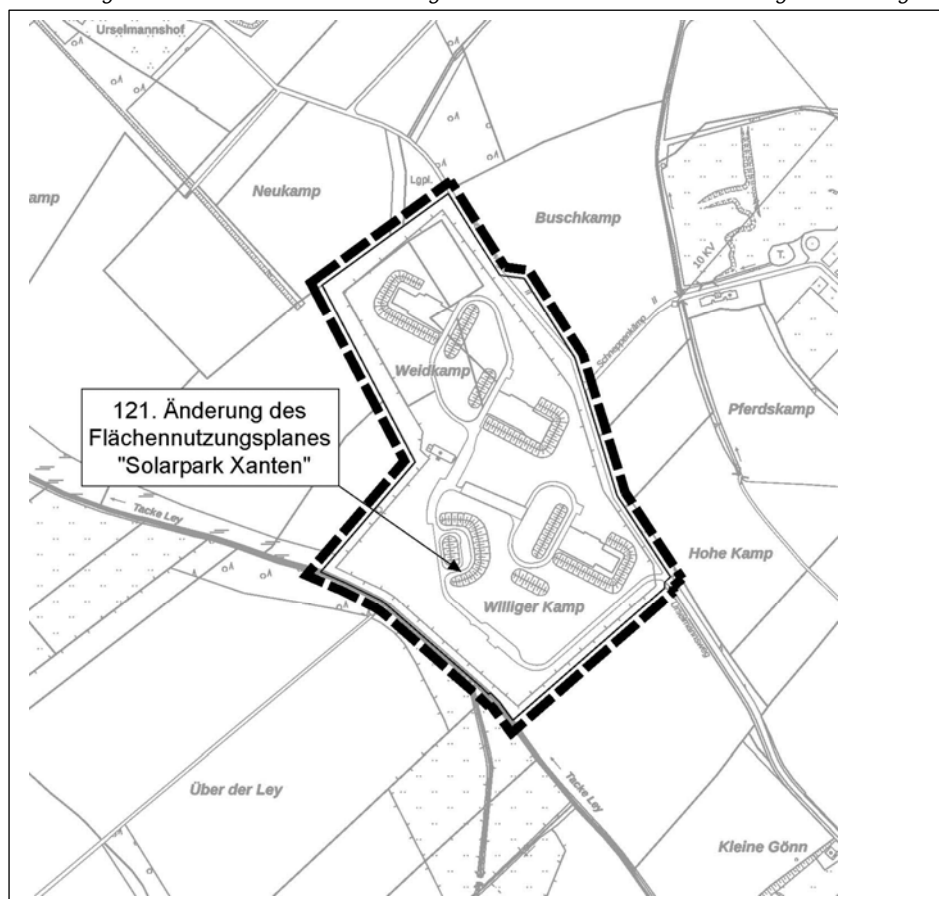 Urselmannshof
Lgpl.
Neukamp
amp
Buschkamp
10 KV
T.
Schneppenkamp
II
Weidkamp
Pferdskamp
121. Änderung des
Flächennutzungsplanes
"Solarpark Xanten"
Tacke Ley
Hohe Kamp
Williger Kamp
Über der Ley
Tacke Ley
Kleine Gönn